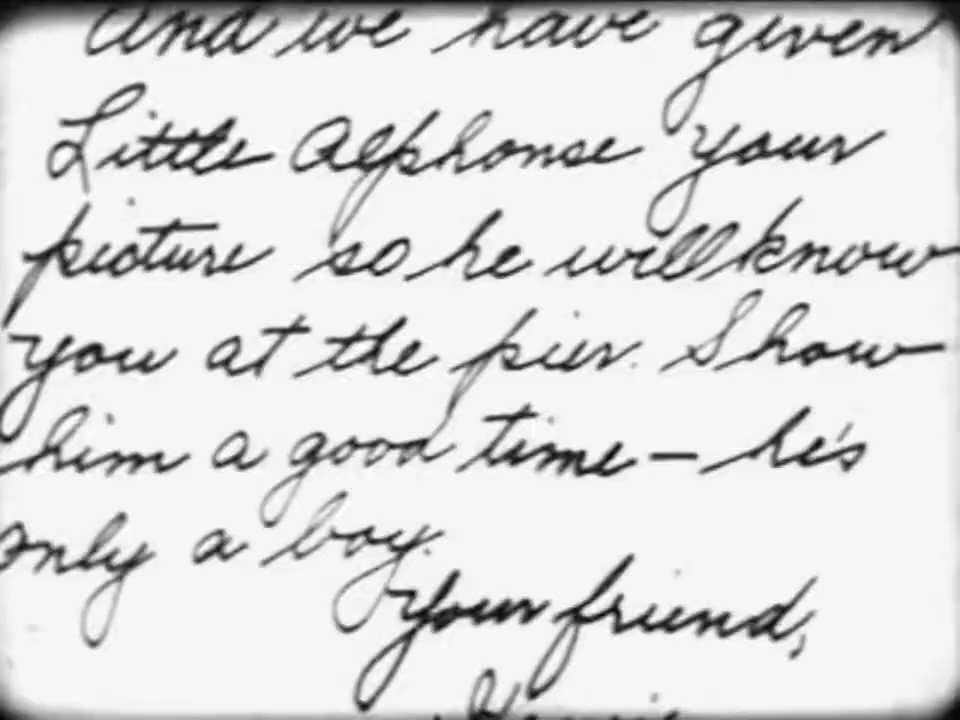 and we have given
Little Alphonse your
picture so he will know
you at the pier. Show
him a good time — he's
only a boy.
Your friend,